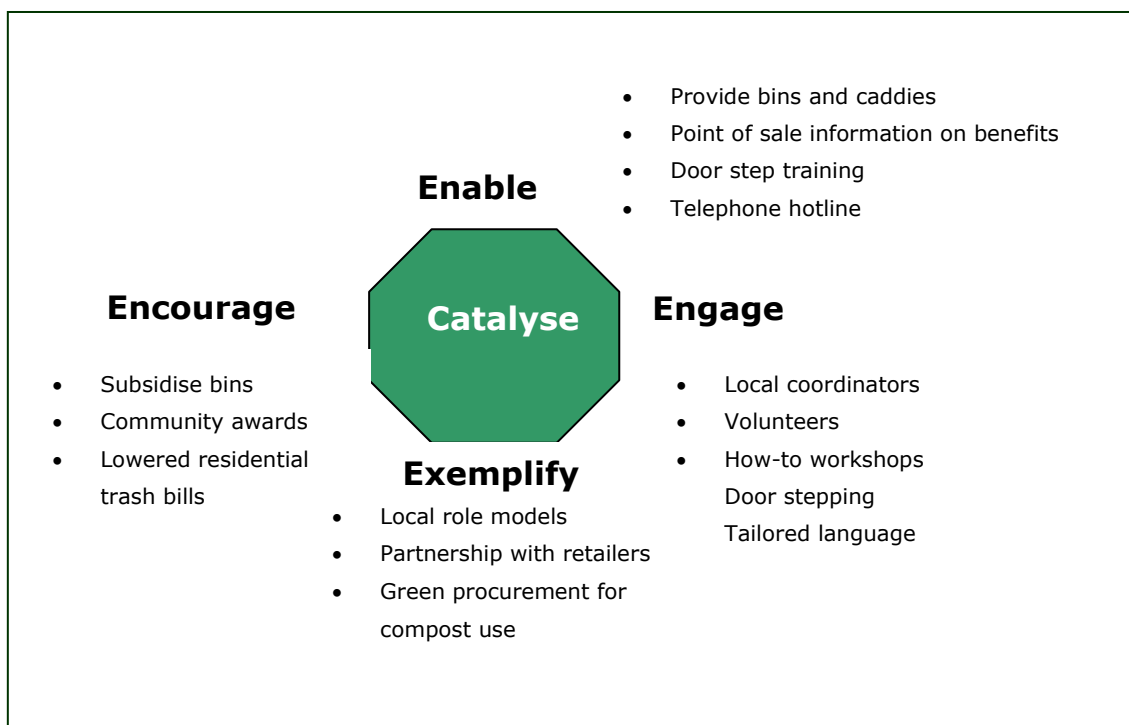 Enable
• Provide bins and caddies
• Point of sale information on benefits
• Door step training
• Telephone hotline
Catalyse
Encourage
• Subsidise bins
• Community awards
• Lowered residential
trash bills
Engage
• Local coordinators
• Volunteers
• How-to workshops
Door stepping
Tailored language
Exemplify
• Local role models
• Partnership with retailers
• Green procurement for
compost use